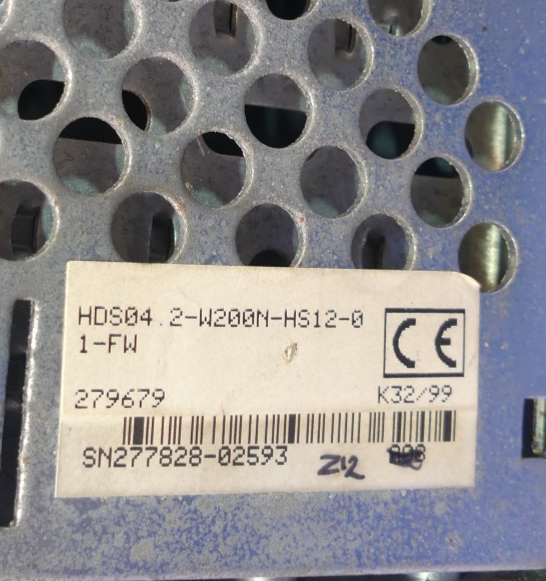 HDS04.2-W200N-HS12-0
1-FW
CE
279679
K32/99
SN277828-02593
Z12